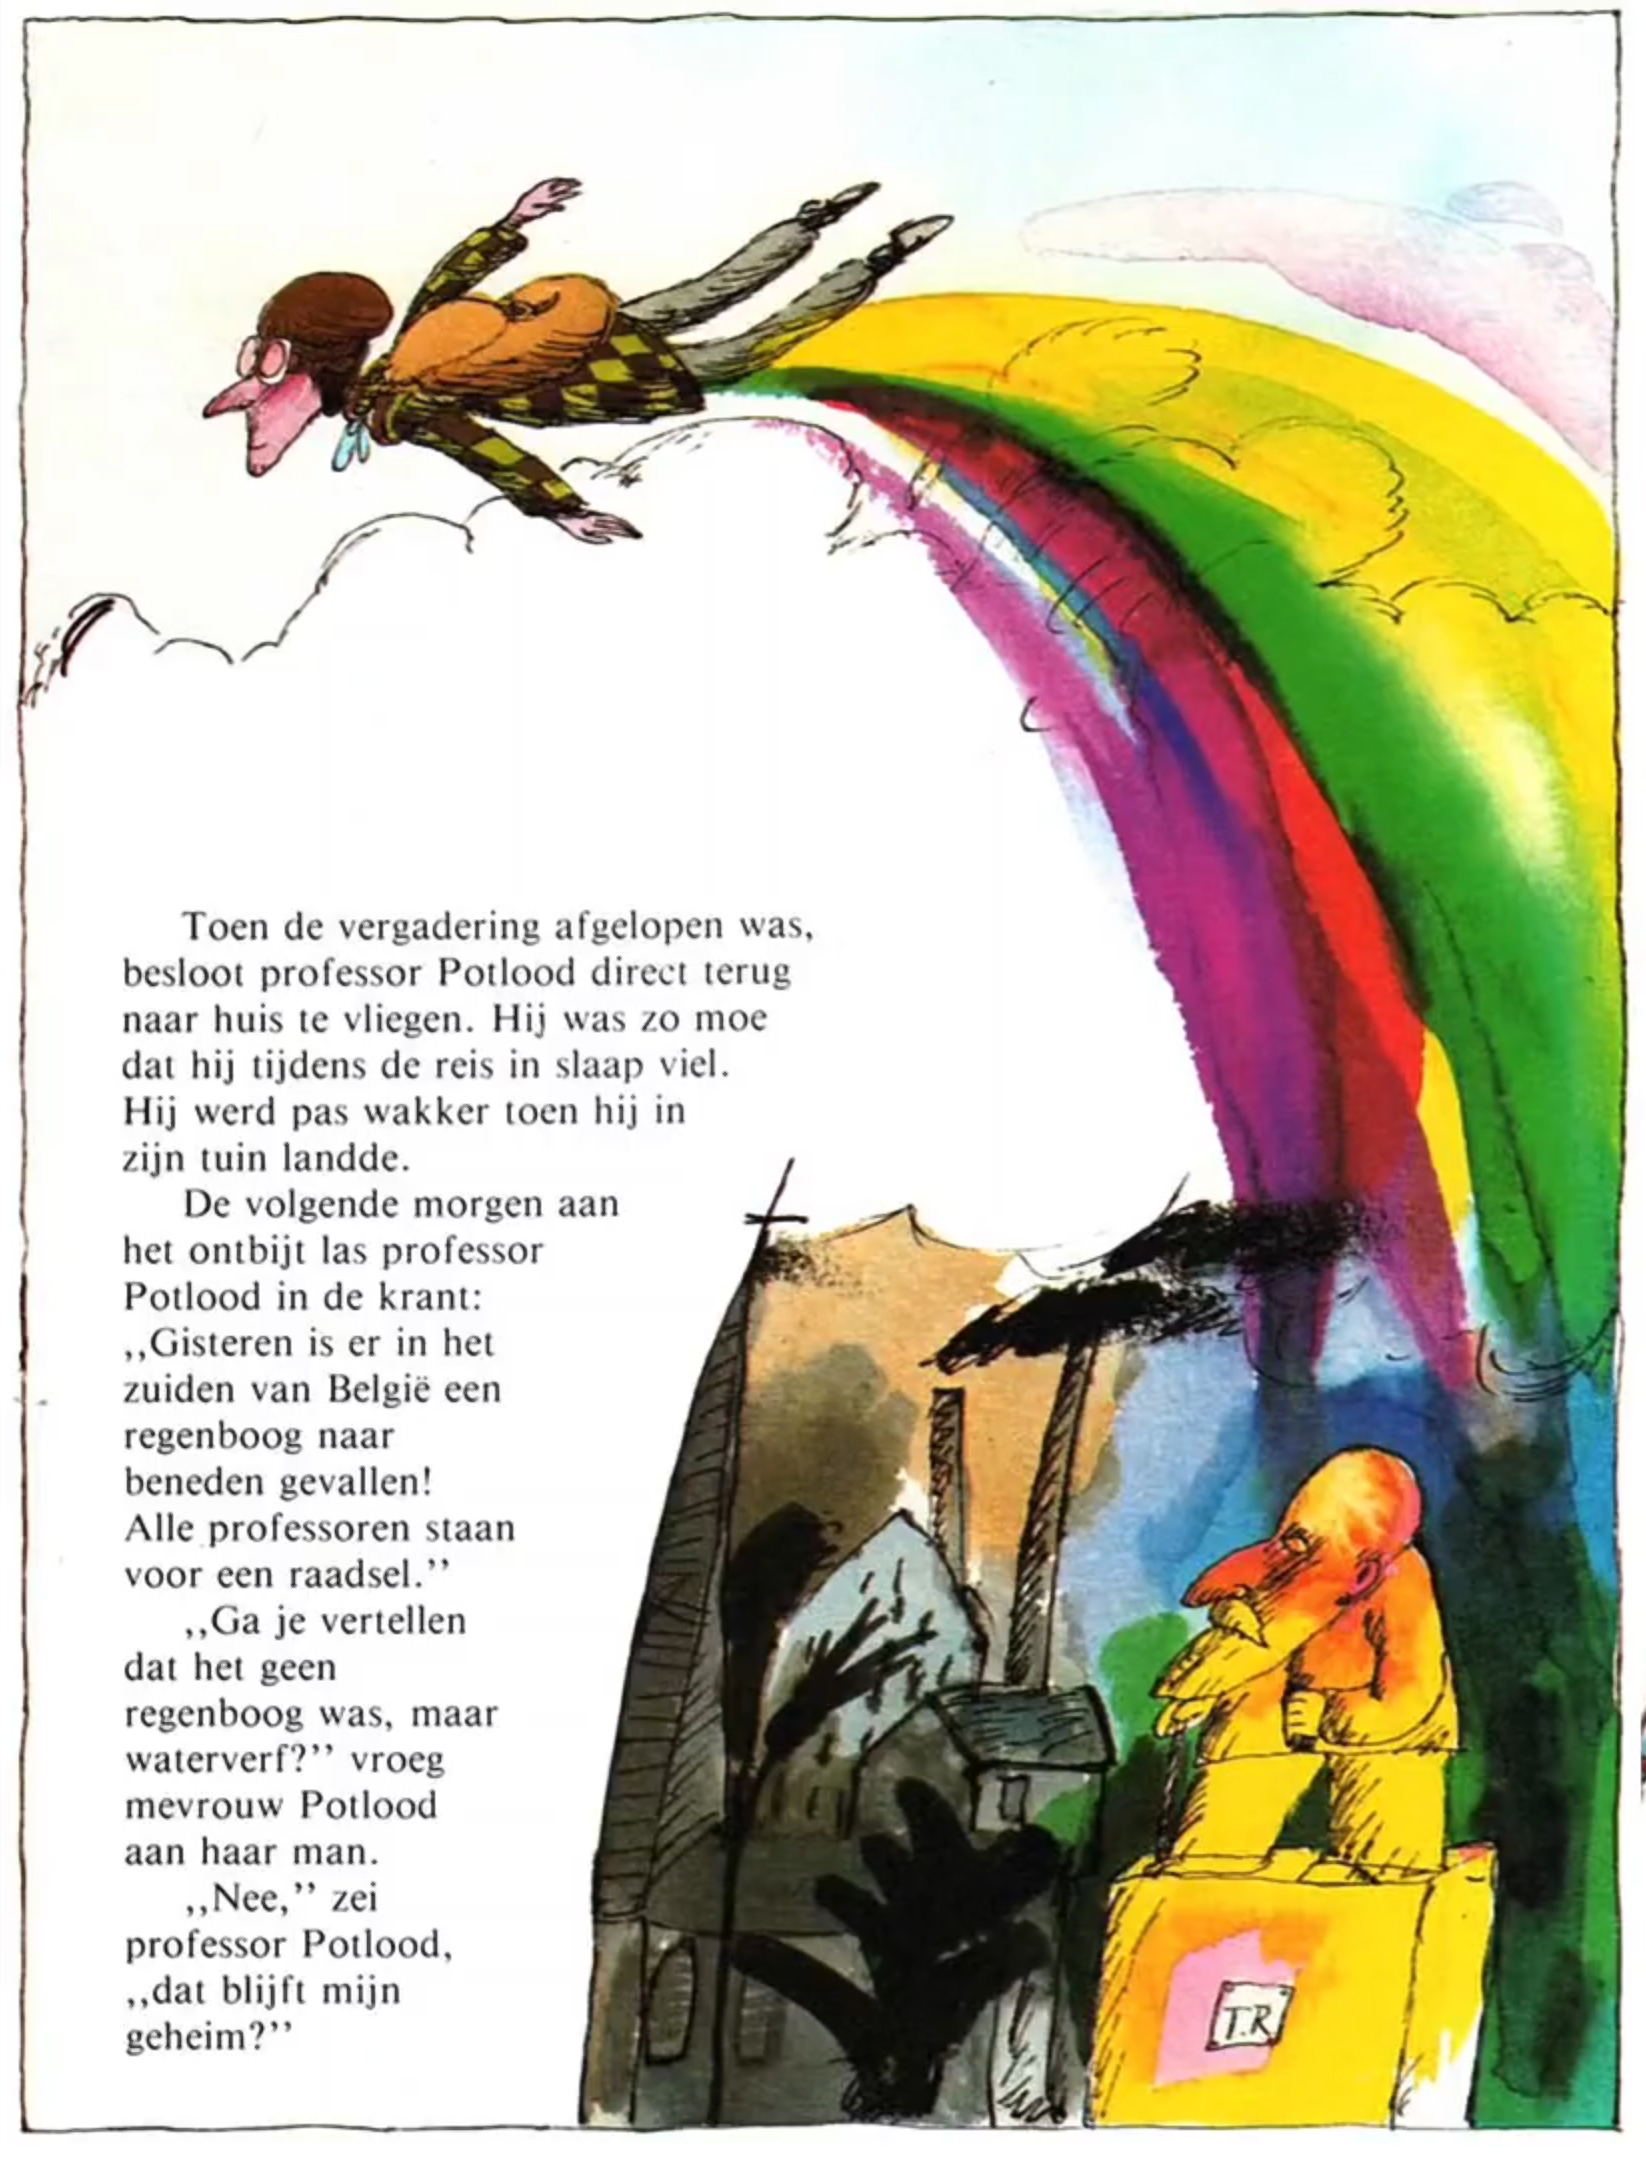 Toen de vergadering afgelopen was,
besloot professor Potlood direct terug
naar huis te vliegen. Hij was zo moe
dat hij tijdens de reis in slaap viel.
Hij werd pas wakker toen hij in
zijn tuin landde.
De volgende morgen aan
het ontbijt las professor
Potlood in de krant:
,,Gisteren is er in het
zuiden van België een
regenboog naar
beneden gevallen!
Alle professoren staan
voor een raadsel.’’
,,Ga je vertellen
dat het geen
regenboog was, maar
waterverf?’’ vroeg
mevrouw Potlood
aan haar man.
,,Nee,’’ zei
professor Potlood,
,,dat blijft mijn
geheim?’’
T.R